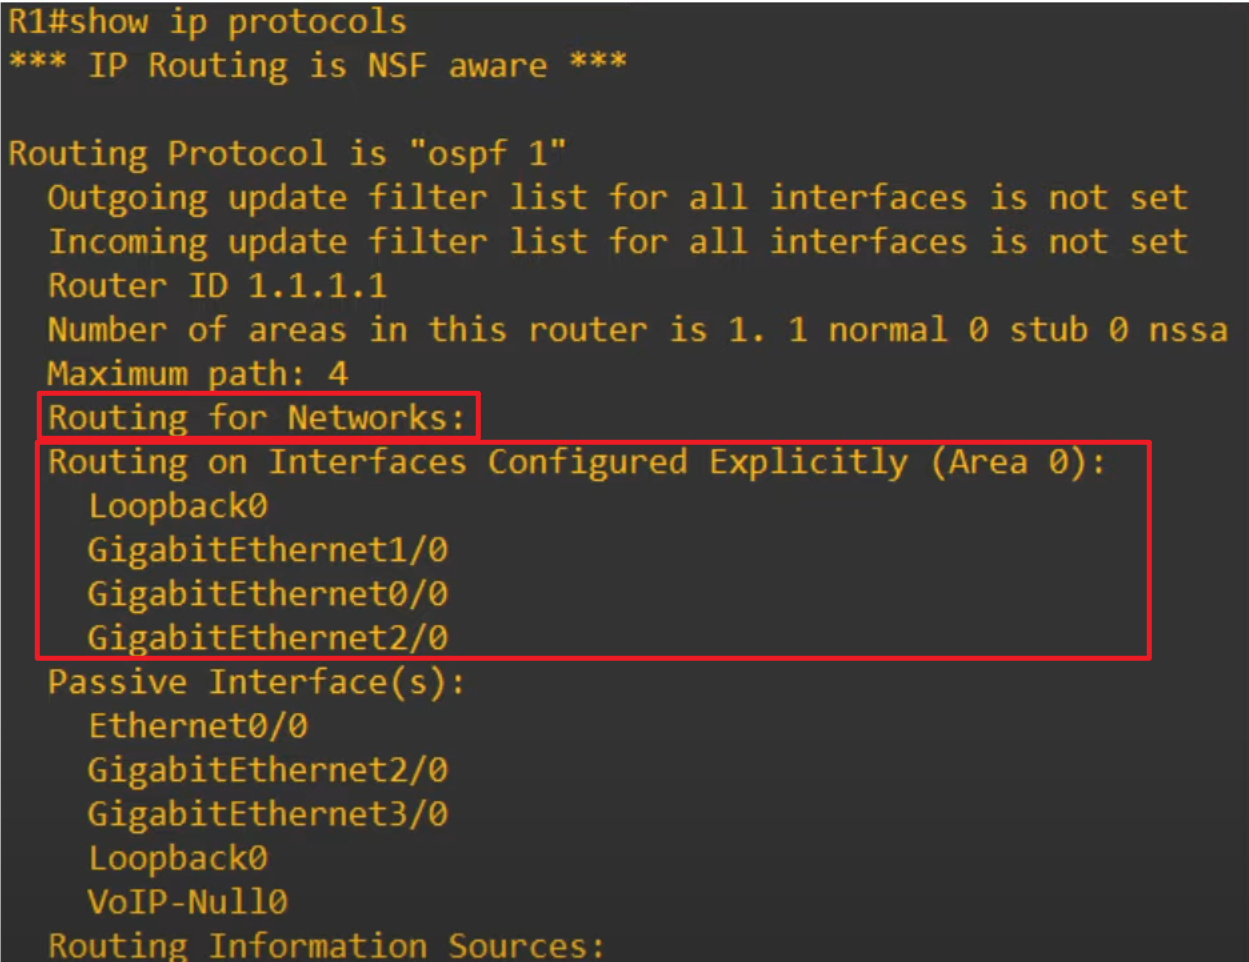 R1#show ip protocols
*** IP Routing is NSF aware ***
Routing Protocol is "ospf 1"
Outgoing update filter list for all interfaces is not set
Incoming update filter list for all interfaces is not set
Router ID 1.1.1.1
Number of areas in this router is 1. 1 normal 0 stub 0 nssa
Maximum path: 4
Routing for Networks:
Routing on Interfaces Configured Explicitly (Area 0):
Loopback0
GigabitEthernet1/0
GigabitEthernet0/0
GigabitEthernet2/0
Passive Interface(s):
Ethernet0/0
GigabitEthernet2/0
GigabitEthernet3/0
Loopback0
VoIP-Null0
Routing Information Sources: